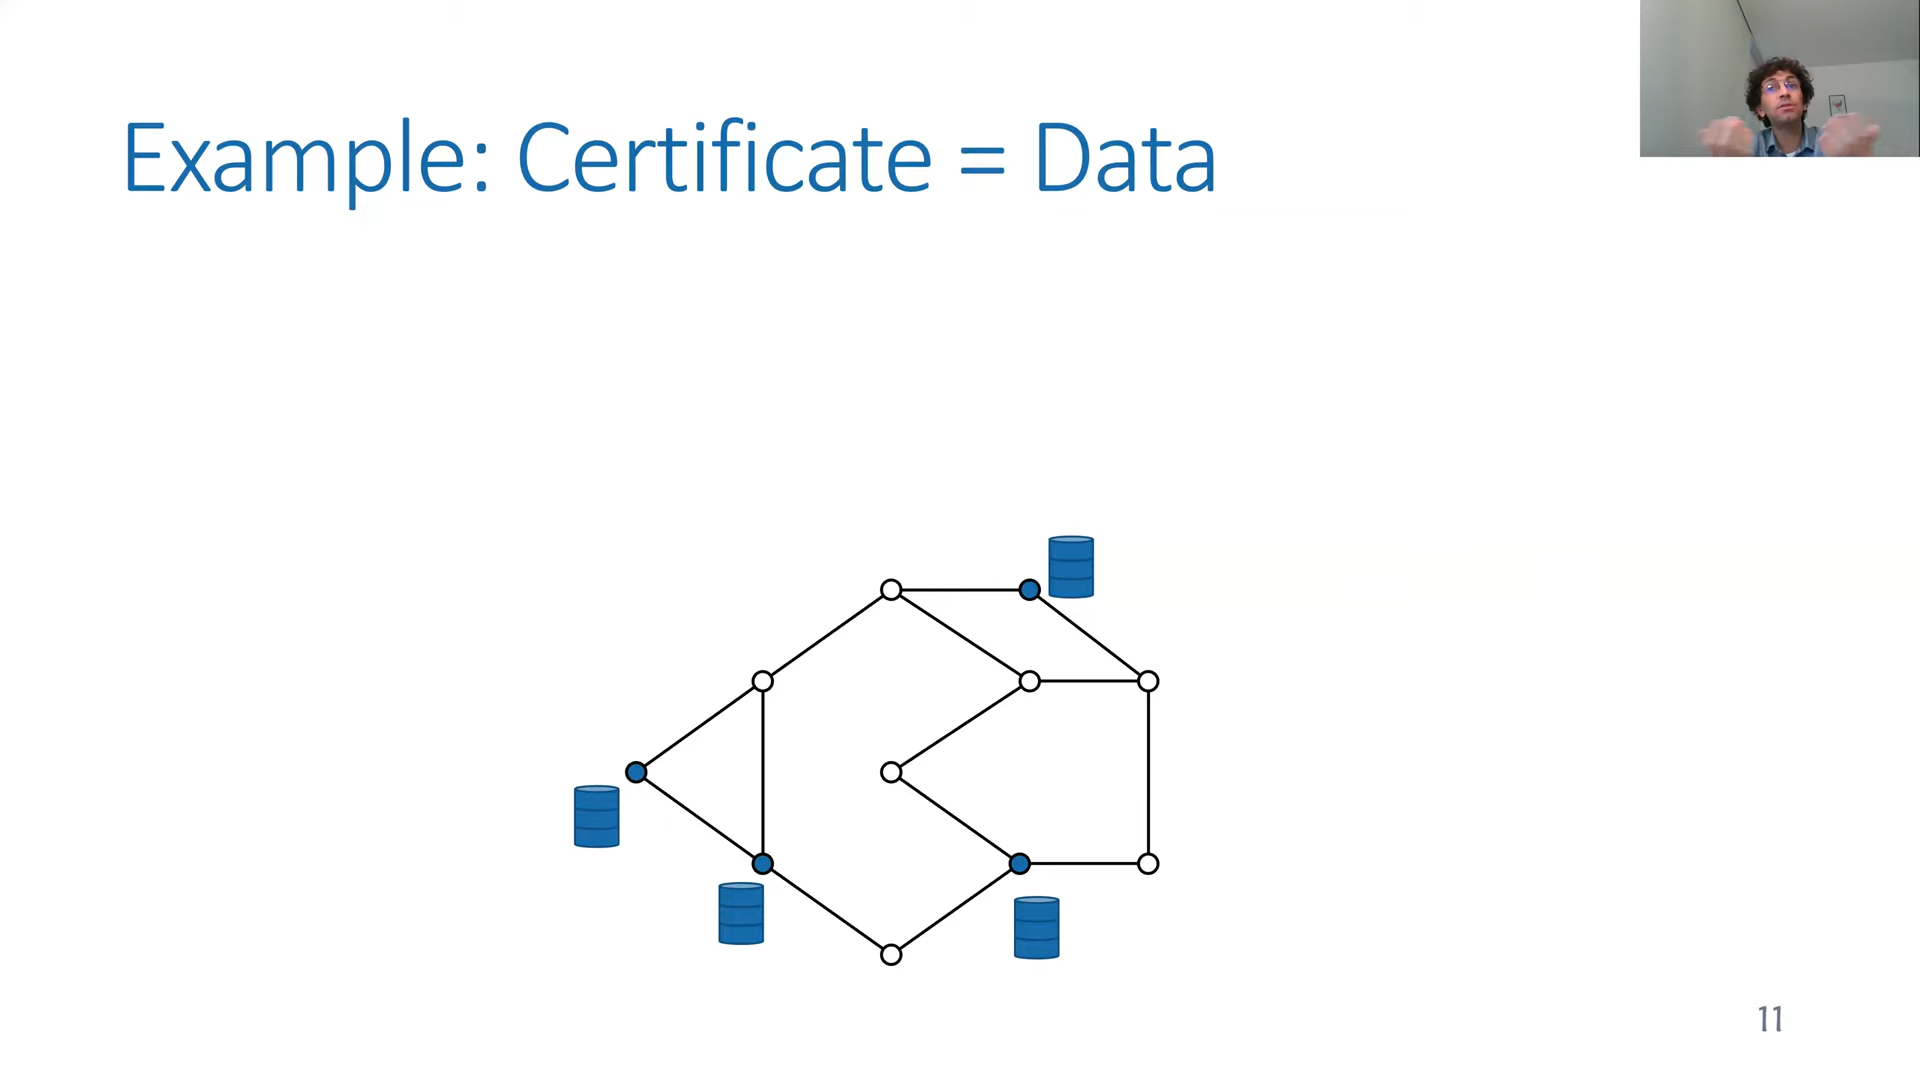 Example: Certificate = Data
11